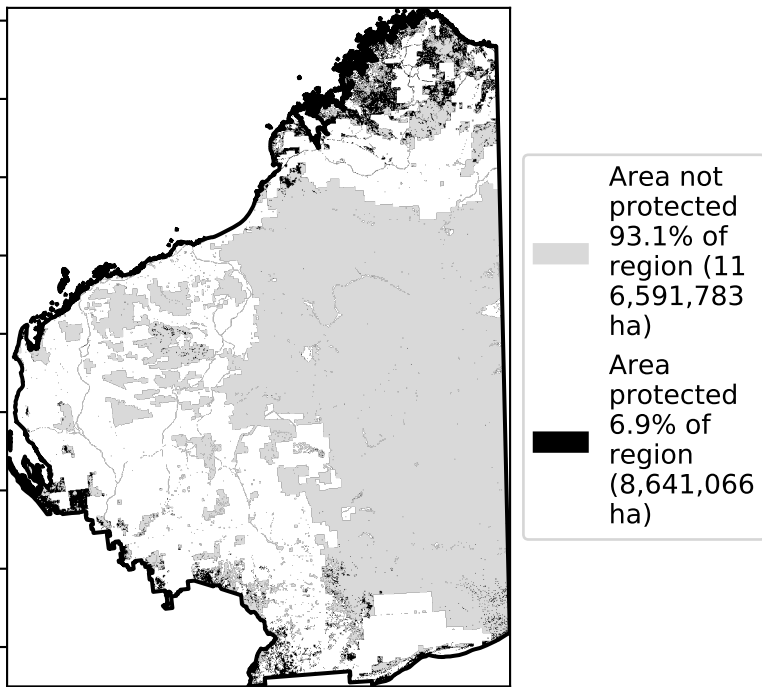 Area not
protected
93.1% of
region (11
6,591,783
ha)
Area
protected
6.9% of
region
(8,641,066
ha)